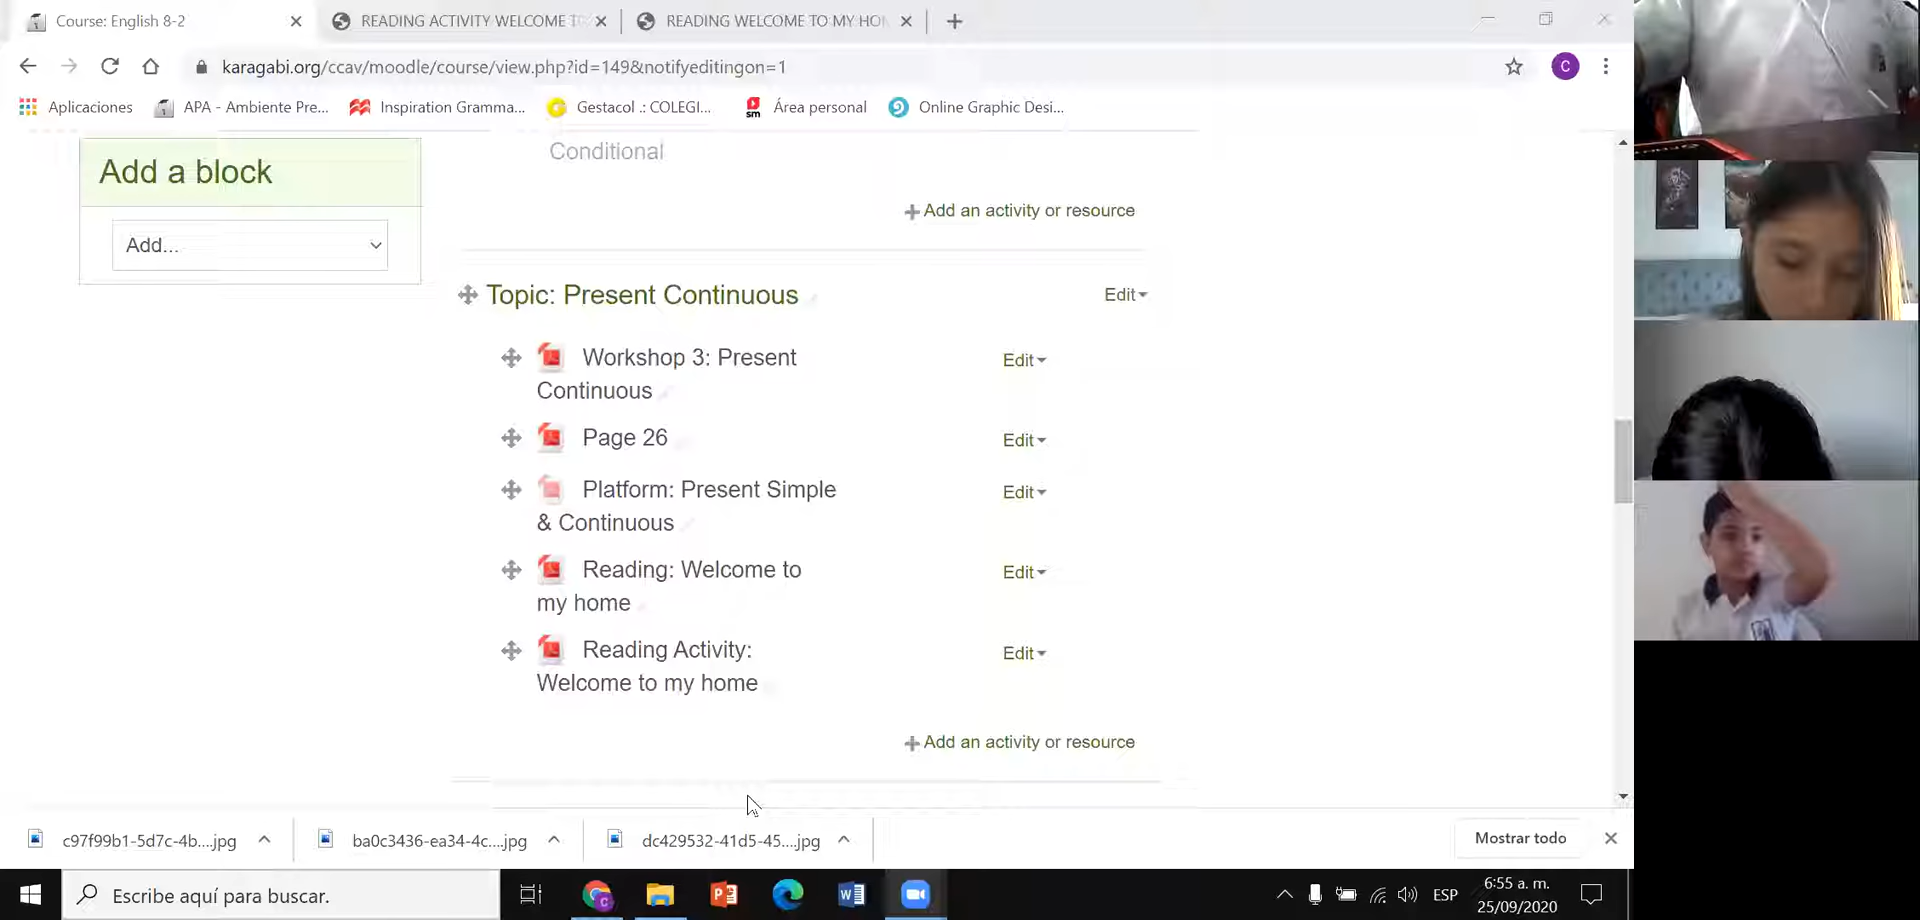 Course: English 8-2
READING ACTIVITY WELCOME T
READING WELCOME TO MY HO
karagabi.org/ccav/moodle/course/view.php?id=149&notifyeditingon=1
C
Aplicaciones
APA - Ambiente Pre...
Inspiration Gramma...
Gestacol .: COLEGI...
sm
Área personal
Online Graphic Desi...
Add a block
Add...
Conditional
Add an activity or resource
Topic: Present Continuous
Edit
Workshop 3: Present
Continuous
Edit
Page 26
Edit
Platform: Present Simple
& Continuous
Edit
Reading: Welcome to
my home
Edit
Reading Activity:
Welcome to my home
Edit
Add an activity or resource
c97f99b1-5d7c-4b....jpg
ba0c3436-ea34-4c....jpg
dc429532-41d5-45....jpg
Mostrar todo
Escribe aquí para buscar.
ESP
6:55 a. m.
25/09/2020